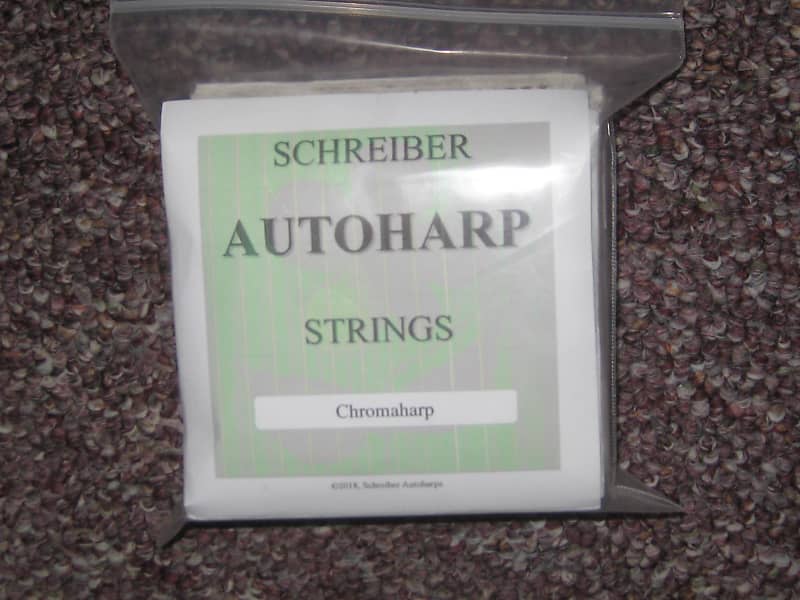 SCHREIBER
AUTOHARP
STRINGS
Chromaharp
©2018, Schreiber Autoharps